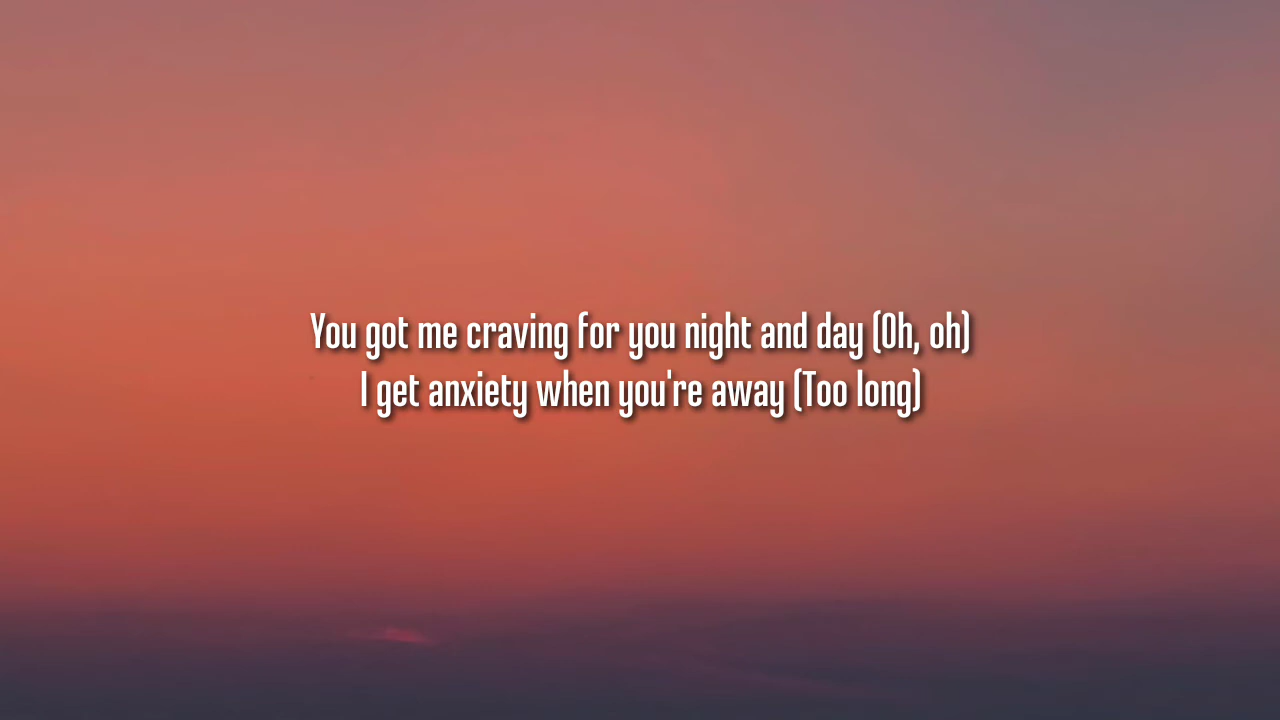 You got me craving for you night and day (Oh, oh)
I get anxiety when you're away (Too long)